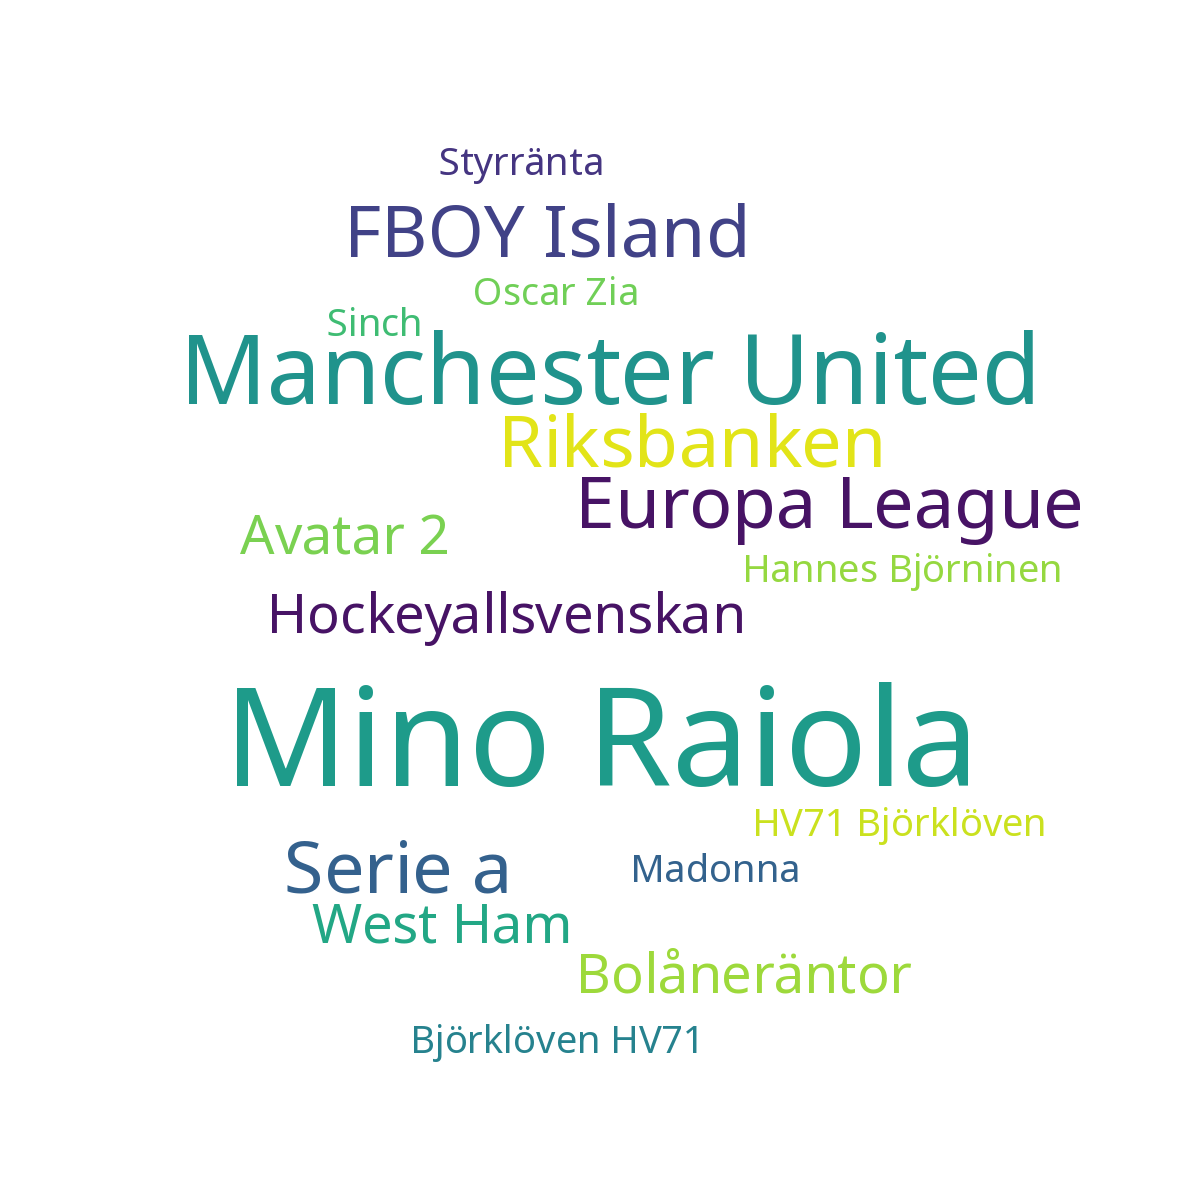 Styrränta
FBOY Island
Oscar Zia
Sinch
Manchester United
Riksbanken
Europa League
Avatar 2
Hannes Björninen
Hockeyallsvenskan
Mino Raiola
HV71 Björklöven
Serie a
Madonna
West Ham
Bolåneräntor
Björklöven HV71